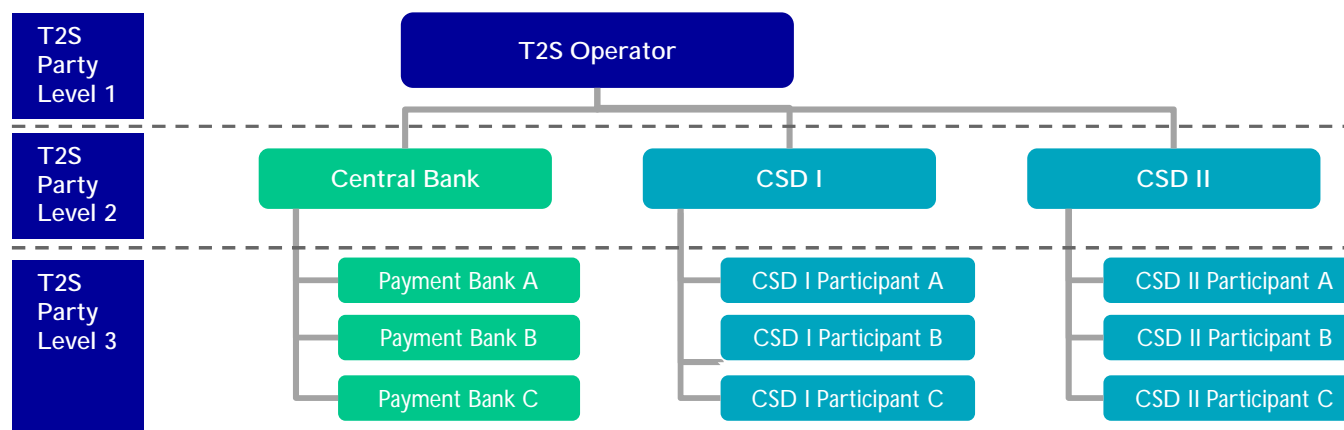 T2S
Party
Level 1
T2S Operator
T2S
Party
Level 2
Central Bank
CSD I
CSD II
T2S
Party
Level 3
Payment Bank A
CSD I Participant A
CSD II Participant A
Payment Bank B
CSD I Participant B
CSD II Participant B
Payment Bank C
CSD I Participant C
CSD II Participant C